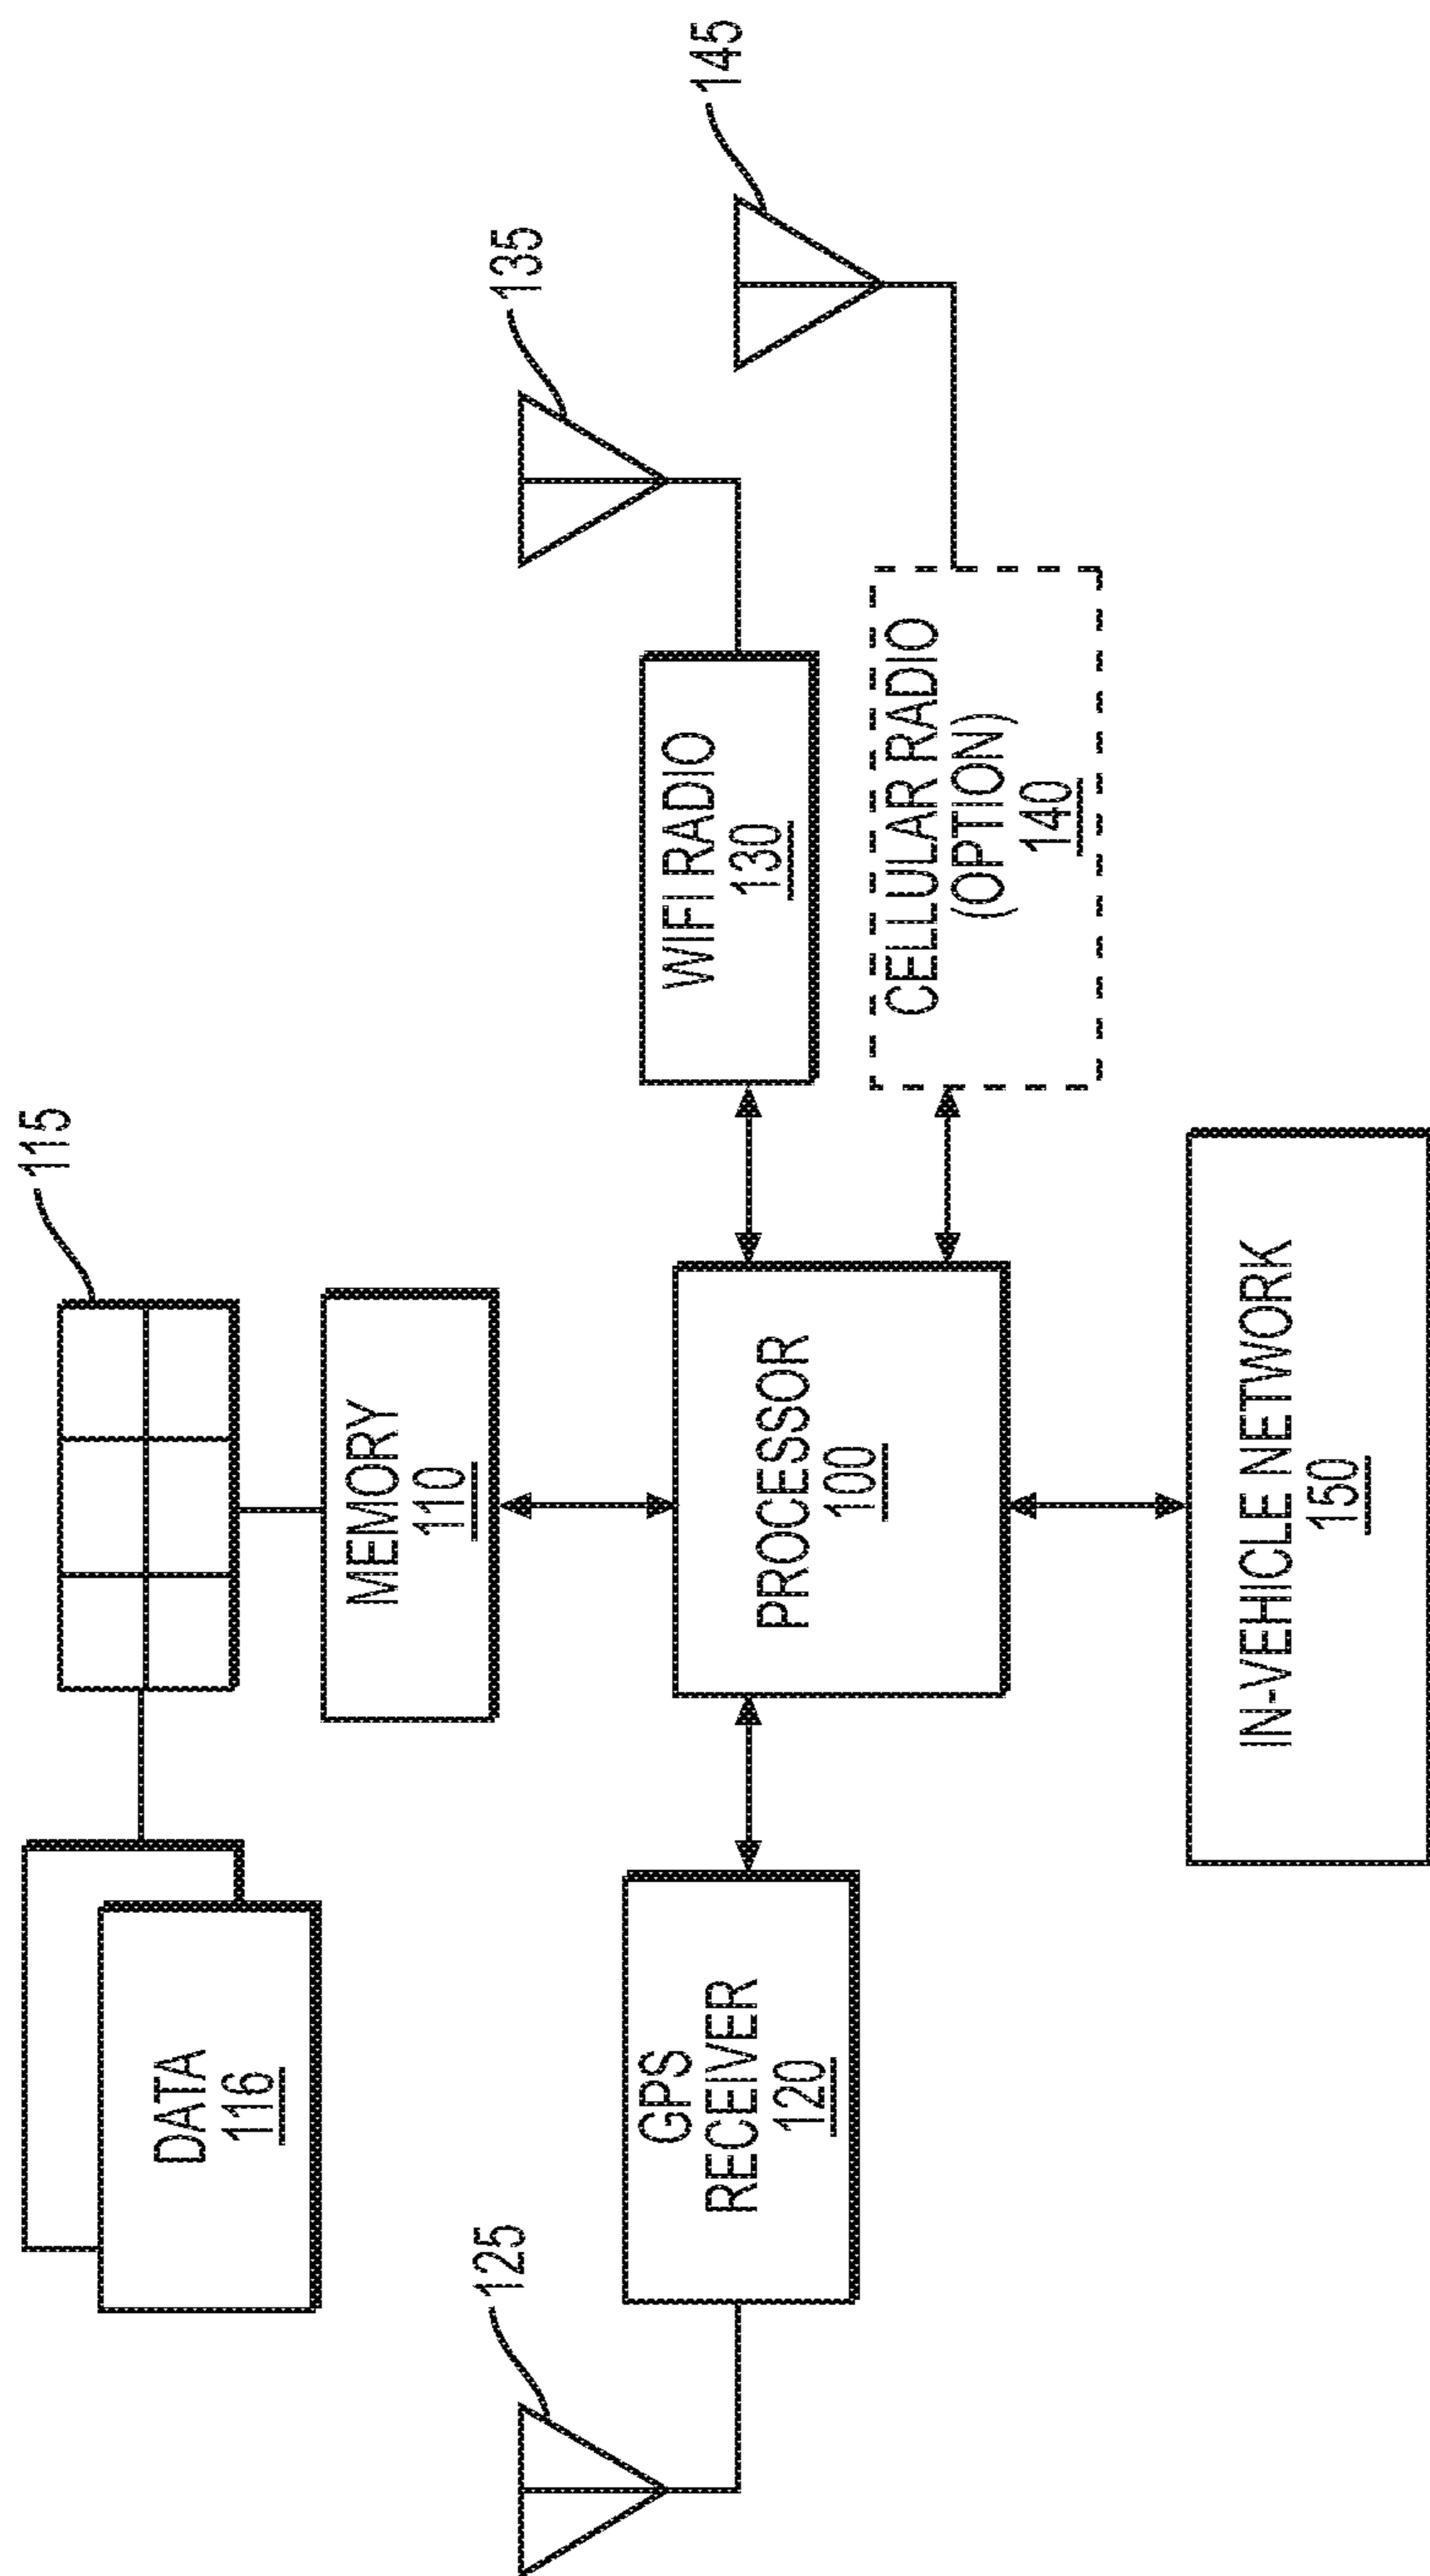 115
DATA
116
MEMORY
110
125
135
145
GPS
RECEIVER
120
PROCESSOR
100
WIFI RADIO
130
CELLULAR RADIO
(OPTION)
140
IN-VEHICLE NETWORK
150